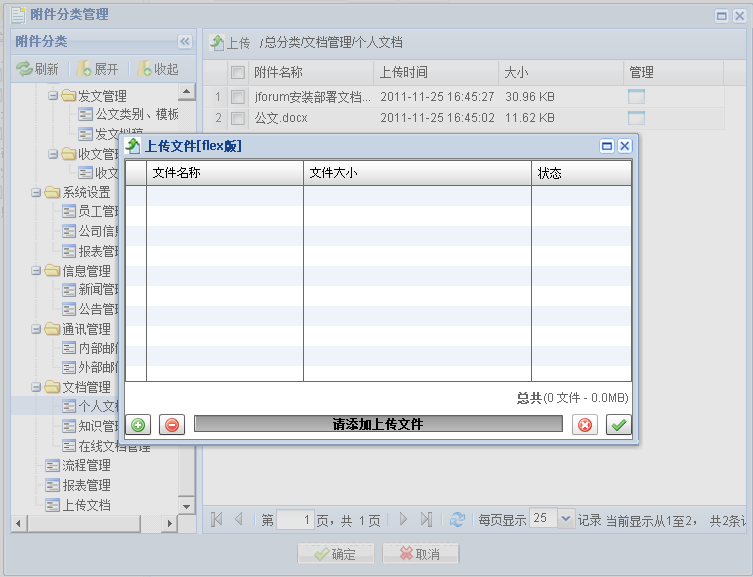 附件分类管理
附件分类
刷新 展开 收起
发文管理
公文类别、模板
发文拟稿
收文管理
收文
系统设置
员工管
公司信
报表管
信息管理
新闻管
公告管
通讯管理
内部邮
外部邮
文档管理
个人文
知识管
在线文档管理
流程管理
报表管理
上传文档
上传 /总分类/文档管理/个人文档
附件名称 上传时间 大小 管理
1 jforum安装部署文档... 2011-11-25 16:45:27 30.96 KB
2 公文.docx 2011-11-25 16:45:02 11.62 KB
上传文件[flex版]
文件名称 文件大小 状态
总共(0 文件 - 0.0MB)
请添加上传文件
第 1 页，共 1 页 每页显示 25 记录 当前显示从1至2， 共2条
确定 取消